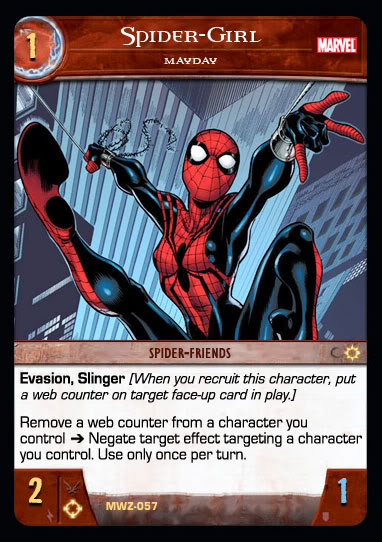 1
Spider-Girl
MARVEL
MAYDAY
SPIDER-FRIENDS
Evasion, Slinger [When you recruit this character, put
a web counter on target face-up card in play.]
Remove a web counter from a character you
control ➔ Negate target effect targeting a character
you control. Use only once per turn.
2
MWZ-057
1